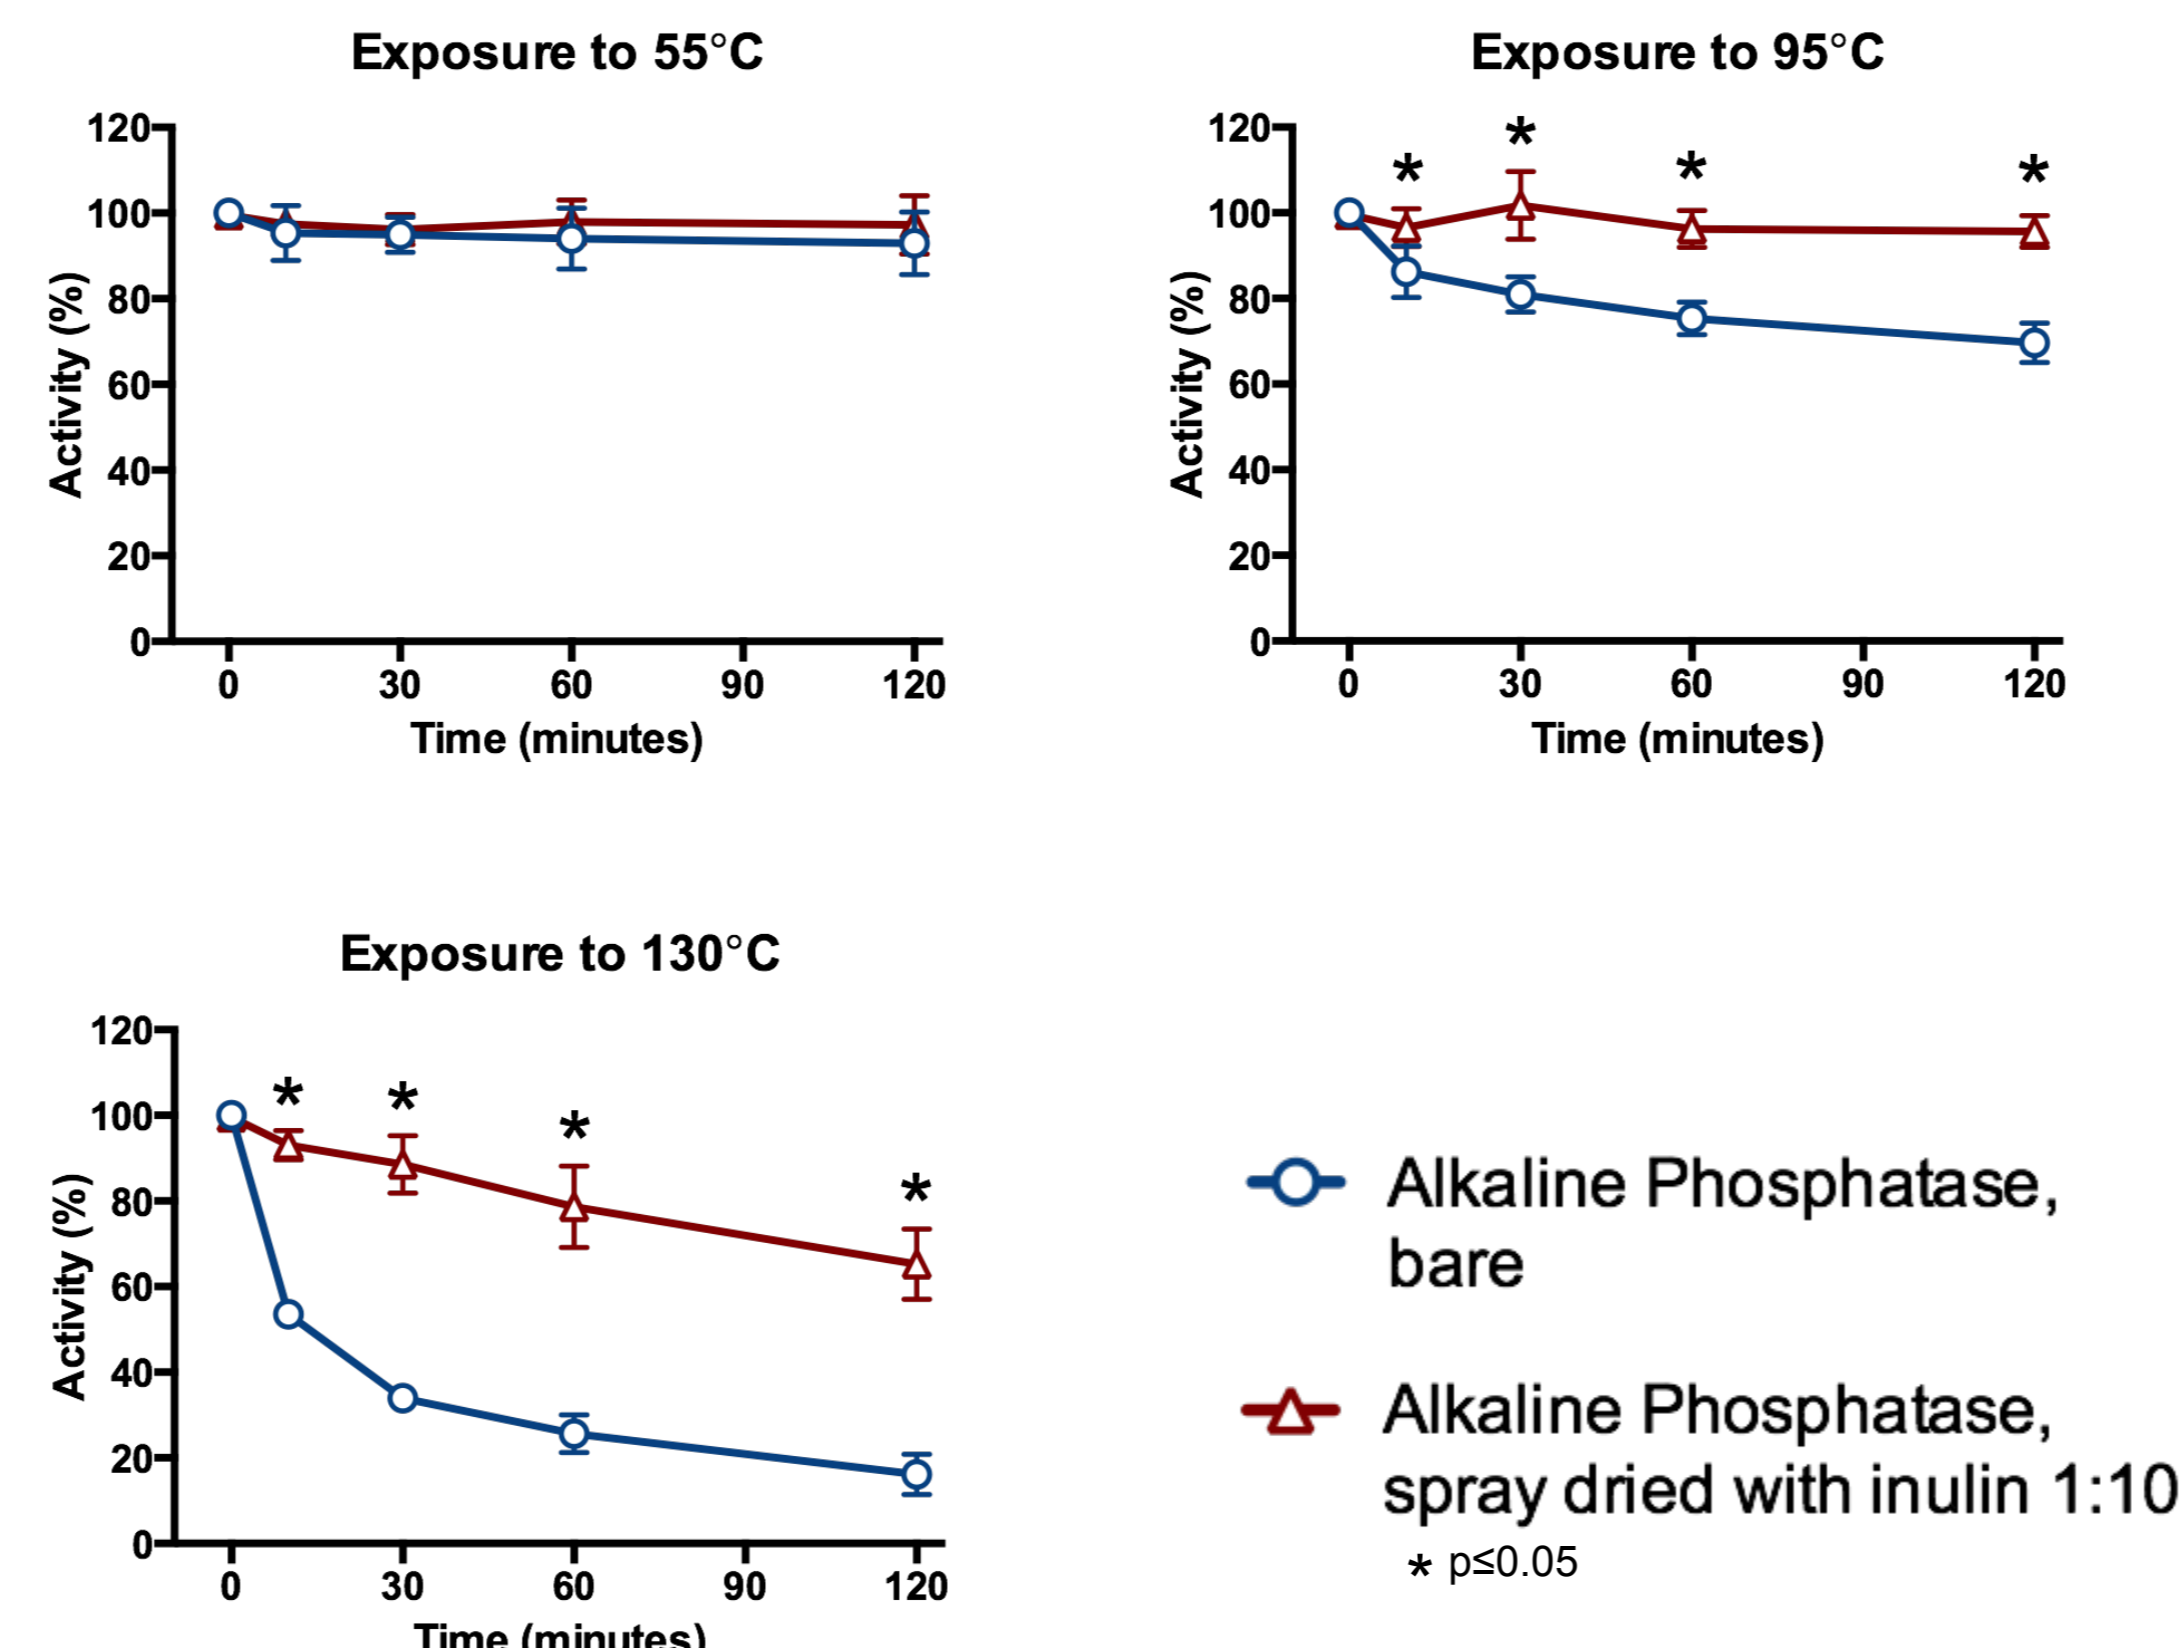 Exposure to 55°C
120
100
80
60
40
20
0
Activity (%)
0 30 60 90 120
Time (minutes)
Exposure to 95°C
* * * *
120
100
80
60
40
20
0
Activity (%)
0 30 60 90 120
Time (minutes)
Exposure to 130°C
* * * *
120
100
80
60
40
20
0
Activity (%)
0 30 60 90 120
Time (minutes)
Alkaline Phosphatase,
bare
Alkaline Phosphatase,
spray dried with inulin 1:10
* p≤0.05